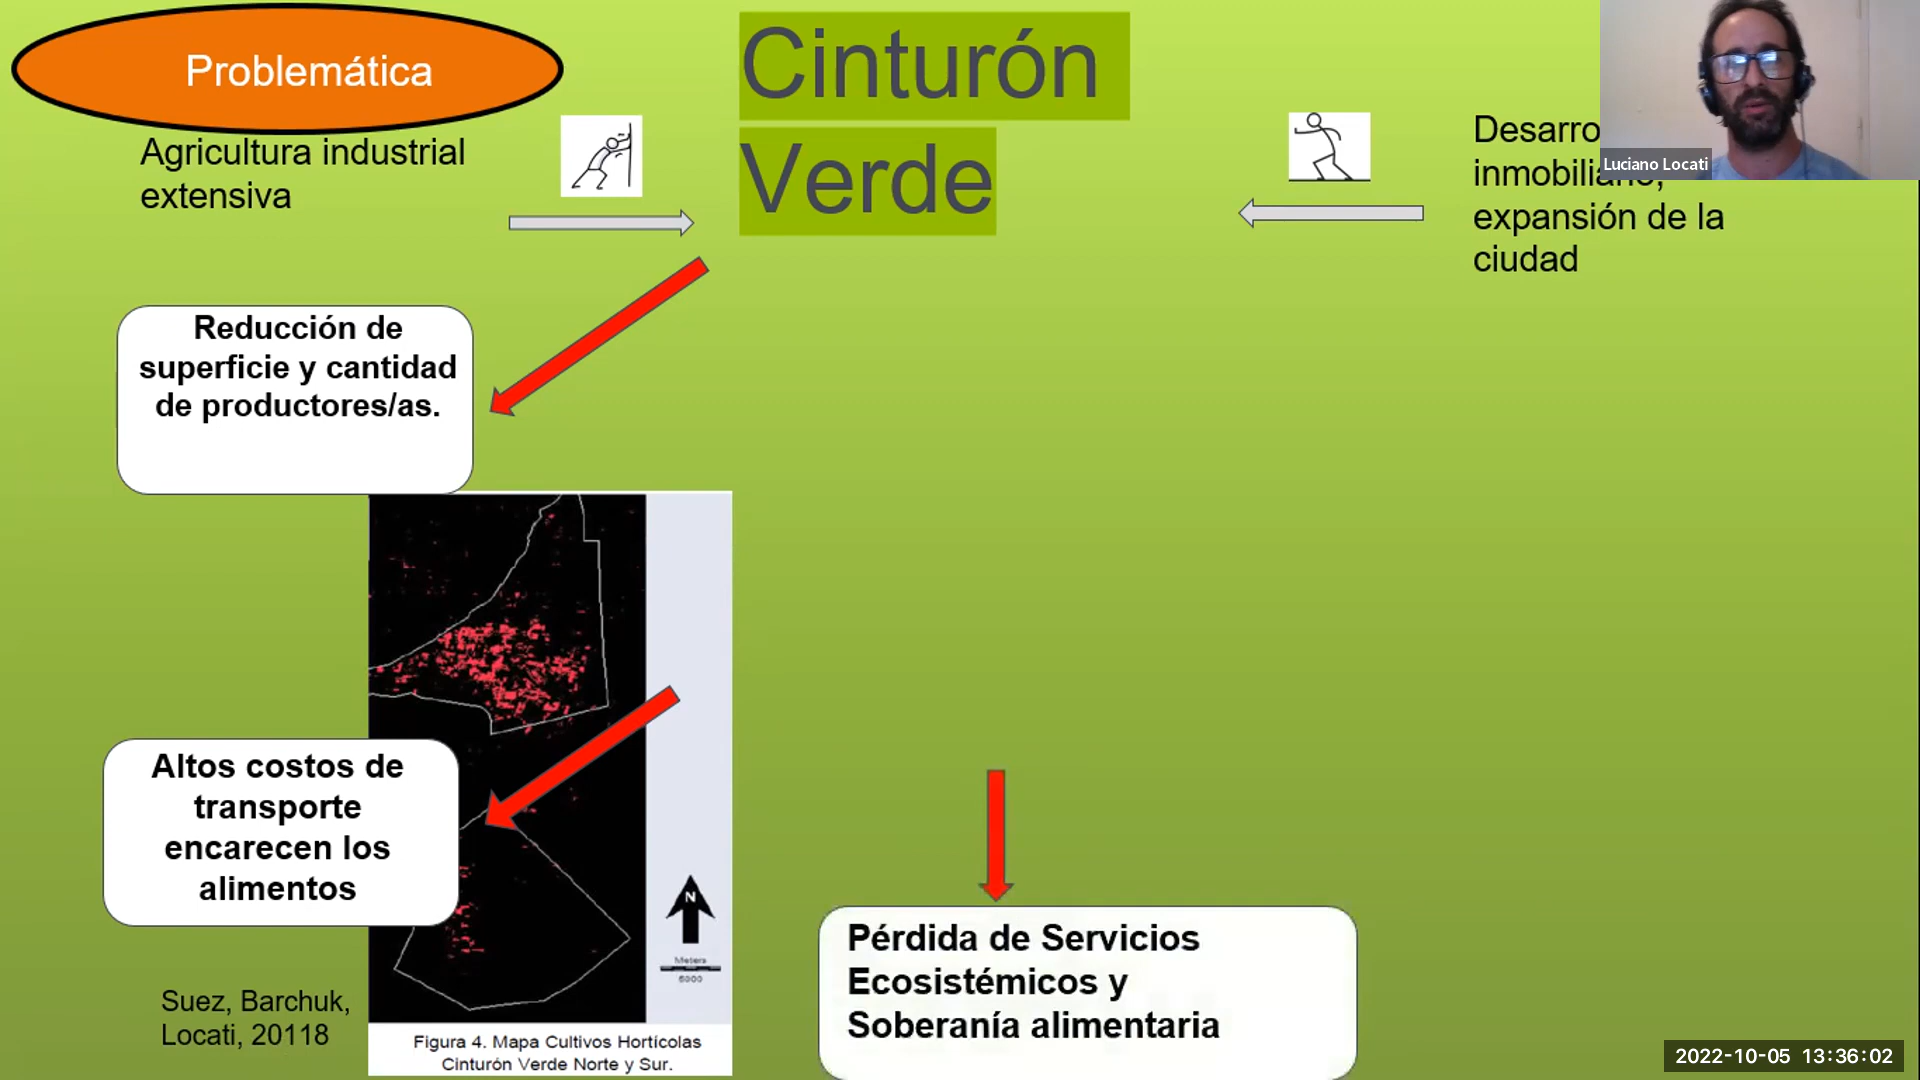 Problemática
Cinturón
Verde
Agricultura industrial
extensiva
Desarro
inmobiliario,
expansión de la
ciudad
Luciano Locati
Reducción de
superficie y cantidad
de productores/as.
Altos costos de
transporte
encarecen los
alimentos
N
Meters
6000
Suez, Barchuk,
Locati, 20118
Figura 4. Mapa Cultivos Hortícolas
Cinturón Verde Norte y Sur.
Pérdida de Servicios
Ecosistémicos y
Soberanía alimentaria
2022-10-05 13:36:02